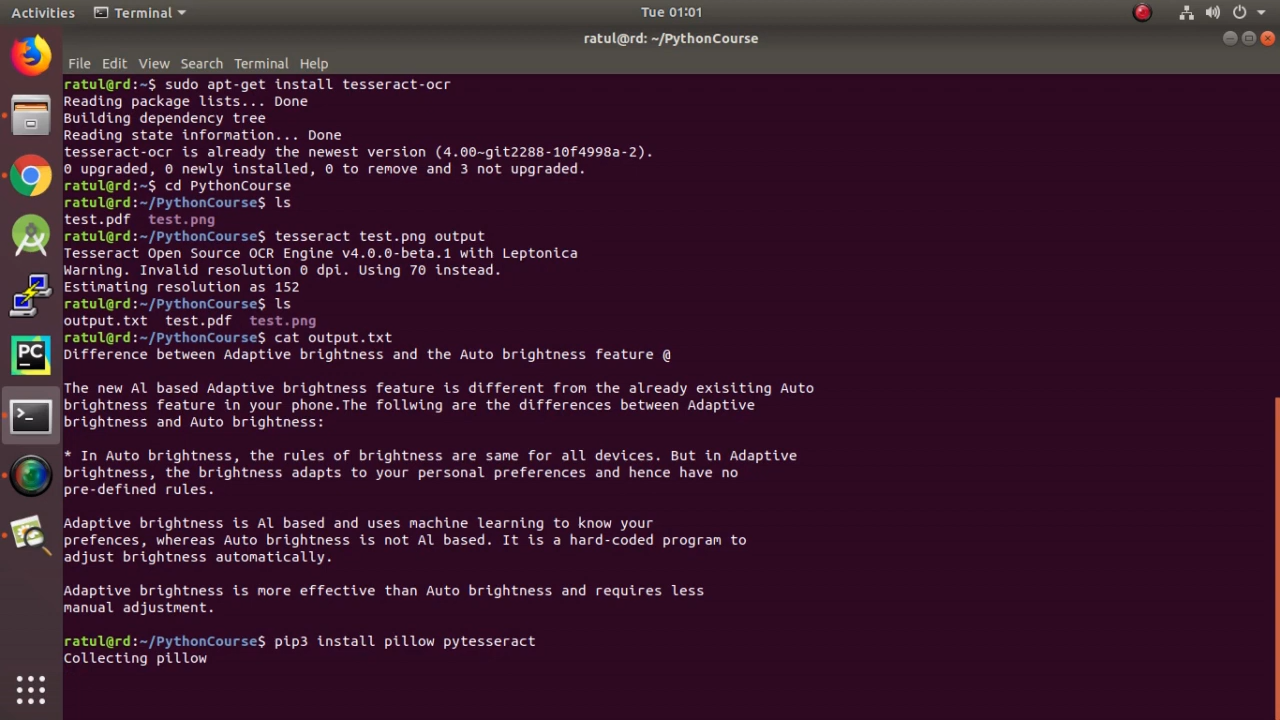 Activities Terminal Tue 01:01
ratul@rd: ~/PythonCourse
File Edit View Search Terminal Help
ratul@rd:~$ sudo apt-get install tesseract-ocr
Reading package lists... Done
Building dependency tree
Reading state information... Done
tesseract-ocr is already the newest version (4.00~git2288-10f4998a-2).
0 upgraded, 0 newly installed, 0 to remove and 3 not upgraded.
ratul@rd:~$ cd PythonCourse
ratul@rd:~/PythonCourse$ ls
test.pdf test.png
ratul@rd:~/PythonCourse$ tesseract test.png output
Tesseract Open Source OCR Engine v4.0.0-beta.1 with Leptonica
Warning. Invalid resolution 0 dpi. Using 70 instead.
Estimating resolution as 152
ratul@rd:~/PythonCourse$ ls
output.txt test.pdf test.png
ratul@rd:~/PythonCourse$ cat output.txt
Difference between Adaptive brightness and the Auto brightness feature @
The new Al based Adaptive brightness feature is different from the already exisiting Auto
brightness feature in your phone.The follwing are the differences between Adaptive
brightness and Auto brightness:
* In Auto brightness, the rules of brightness are same for all devices. But in Adaptive
brightness, the brightness adapts to your personal preferences and hence have no
pre-defined rules.
Adaptive brightness is Al based and uses machine learning to know your
prefences, whereas Auto brightness is not Al based. It is a hard-coded program to
adjust brightness automatically.
Adaptive brightness is more effective than Auto brightness and requires less
manual adjustment.
ratul@rd:~/PythonCourse$ pip3 install pillow pytesseract
Collecting pillow
PC